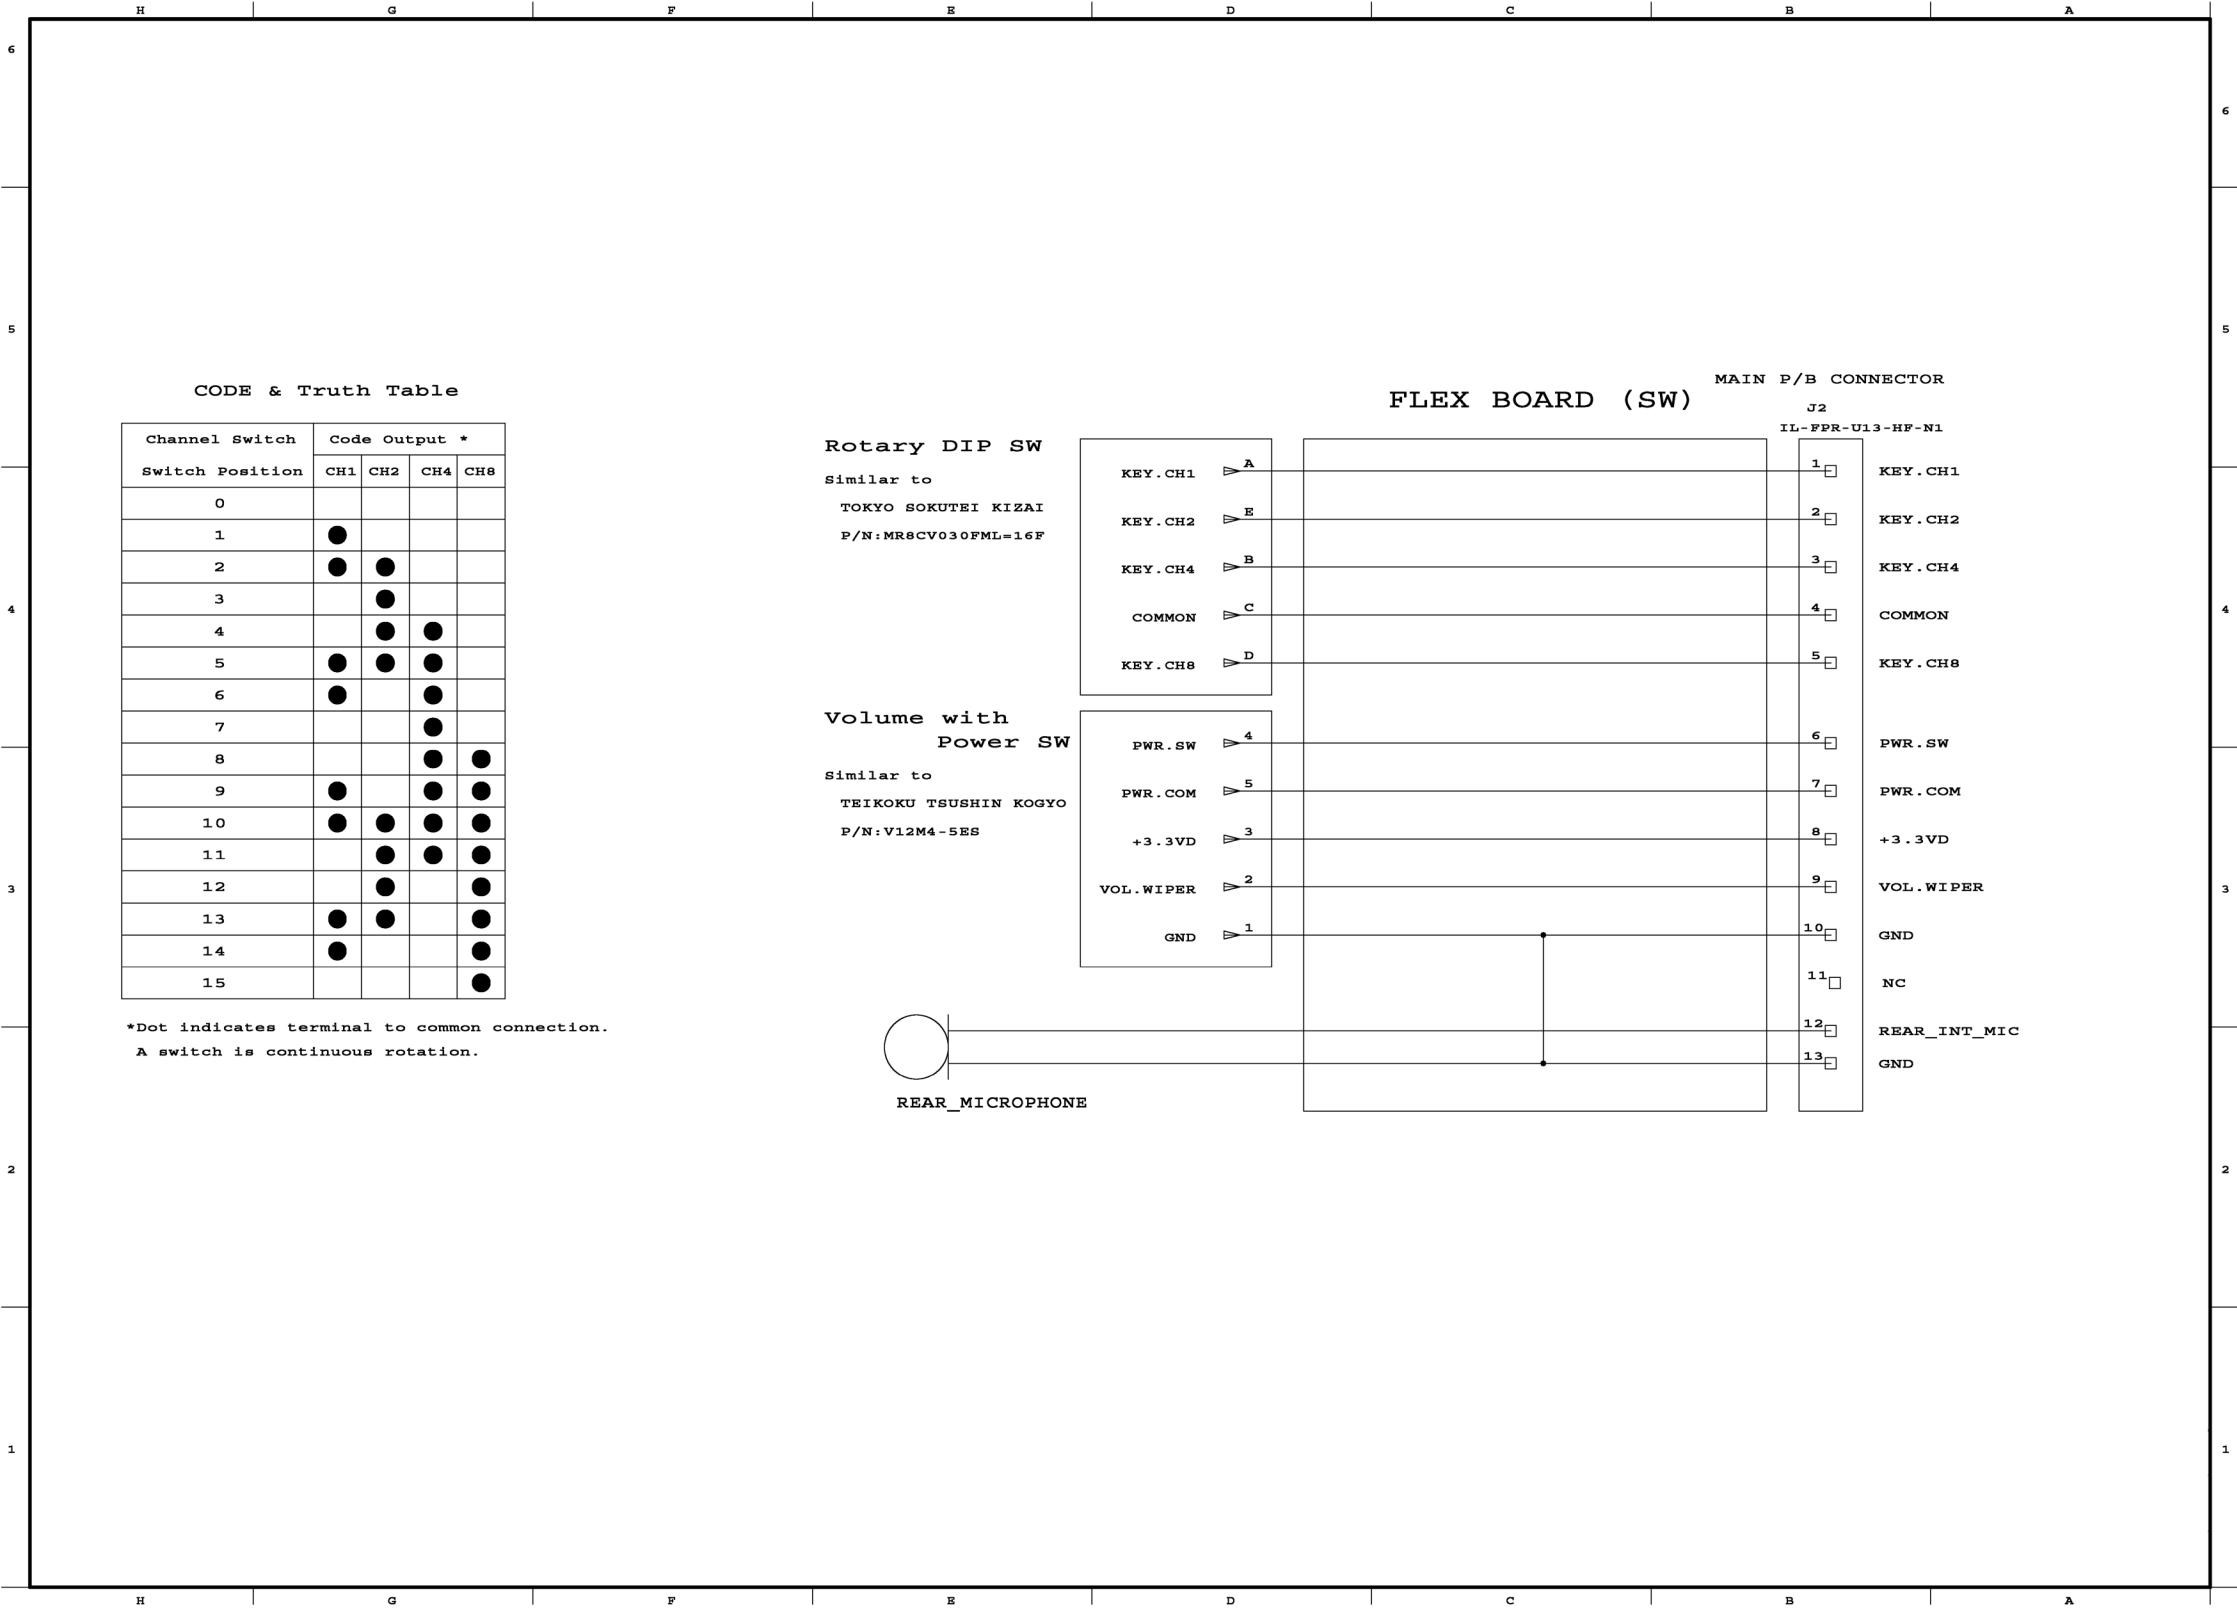 H G F E D C B A
6 6
5 5
4 4
3 3
2 2
1 1
CODE & Truth Table
Channel Switch Code Output *
Switch Position CH1 CH2 CH4 CH8
0
1
2
3
4
5
6
7
8
9
10
11
12
13
14
15
*Dot indicates terminal to common connection.
A switch is continuous rotation.
FLEX BOARD (SW)
MAIN P/B CONNECTOR
J2
IL-FPR-U13-HF-N1
Rotary DIP SW
Similar to
TOKYO SOKUTEI KIZAI
P/N:MR8CV030FML=16F
KEY.CH1 A 1 KEY.CH1
KEY.CH2 E 2 KEY.CH2
KEY.CH4 B 3 KEY.CH4
COMMON C 4 COMMON
KEY.CH8 D 5 KEY.CH8
Volume with
Power SW
Similar to
TEIKOKU TSUSHIN KOGYO
P/N:V12M4-5ES
PWR.SW 4 6 PWR.SW
PWR.COM 5 7 PWR.COM
+3.3VD 3 8 +3.3VD
VOL.WIPER 2 9 VOL.WIPER
GND 1 10 GND
11 NC
12 REAR_INT_MIC
13 GND
REAR_MICROPHONE
H G F E D C B A